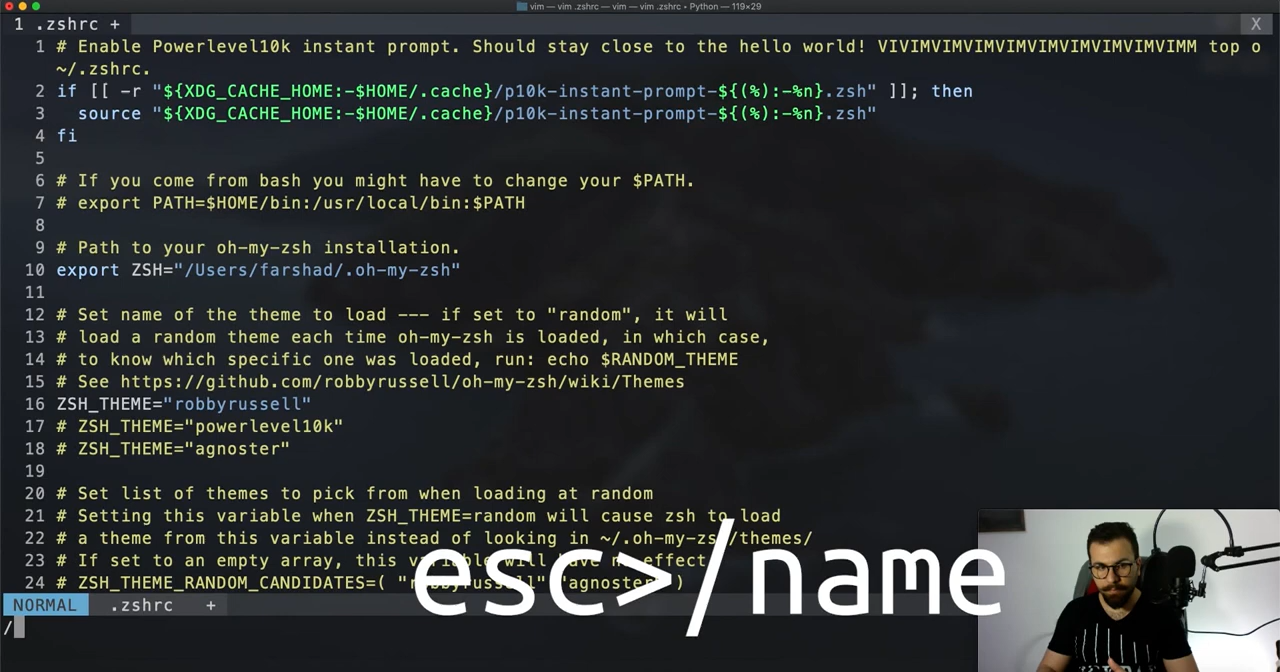 vim — vim .zshrc — vim — vim .zshrc • Python — 119×29
1 .zshrc + X
1 # Enable Powerlevel10k instant prompt. Should stay close to the hello world! VIVIMVIMVIMVIMVIMVIMVIMVIMVIMM top o
~/.zshrc.
2 if [[ -r "${XDG_CACHE_HOME:-$HOME/.cache}/p10k-instant-prompt-${(%):-%n}.zsh" ]]; then
3 source "${XDG_CACHE_HOME:-$HOME/.cache}/p10k-instant-prompt-${(%):-%n}.zsh"
4 fi
5
6 # If you come from bash you might have to change your $PATH.
7 # export PATH=$HOME/bin:/usr/local/bin:$PATH
8
9 # Path to your oh-my-zsh installation.
10 export ZSH="/Users/farshad/.oh-my-zsh"
11
12 # Set name of the theme to load --- if set to "random", it will
13 # load a random theme each time oh-my-zsh is loaded, in which case,
14 # to know which specific one was loaded, run: echo $RANDOM_THEME
15 # See https://github.com/robbyrussell/oh-my-zsh/wiki/Themes
16 ZSH_THEME="robbyrussell"
17 # ZSH_THEME="powerlevel10k"
18 # ZSH_THEME="agnoster"
19
20 # Set list of themes to pick from when loading at random
21 # Setting this variable when ZSH_THEME=random will cause zsh to load
22 # a theme from this variable instead of looking in ~/.oh-my-zsh/themes/
23 # If set to an empty array, this variable will have no effect
24 # ZSH_THEME_RANDOM_CANDIDATES=( "robbyrussell" "agnoster" )
esc>/name
NORMAL .zshrc +
/